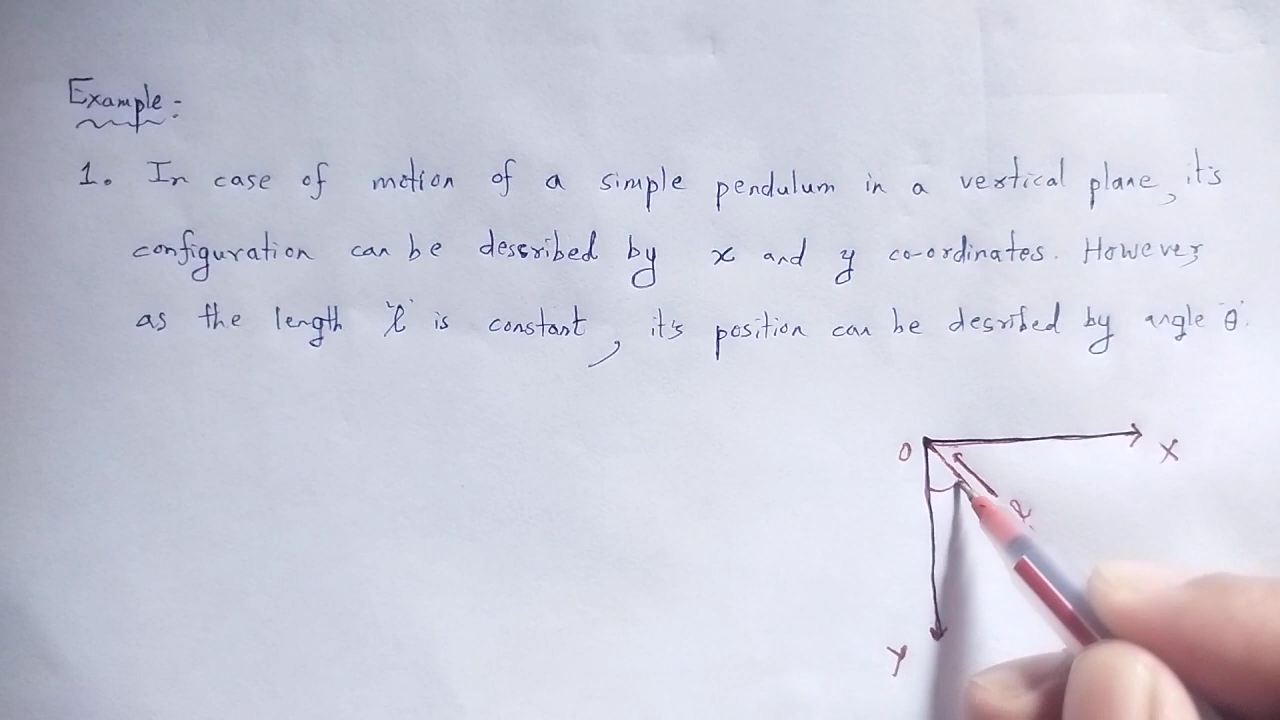 Example:
1. In case of motion of a simple pendulum in a vertical plane, it's
configuration can be described by x and y co-ordinates. However
as the length 'l' is constant, it's position can be desribed by angle 'θ'.
O
X
l
Y